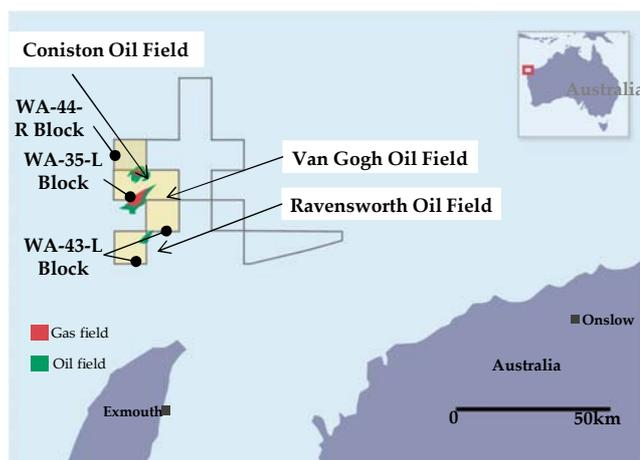 Coniston Oil Field
Australia
WA-44-
R Block
WA-35-L
Block
Van Gogh Oil Field
Ravensworth Oil Field
WA-43-L
Block
Gas field
Oil field
Onslow
Australia
Exmouth
0 50km